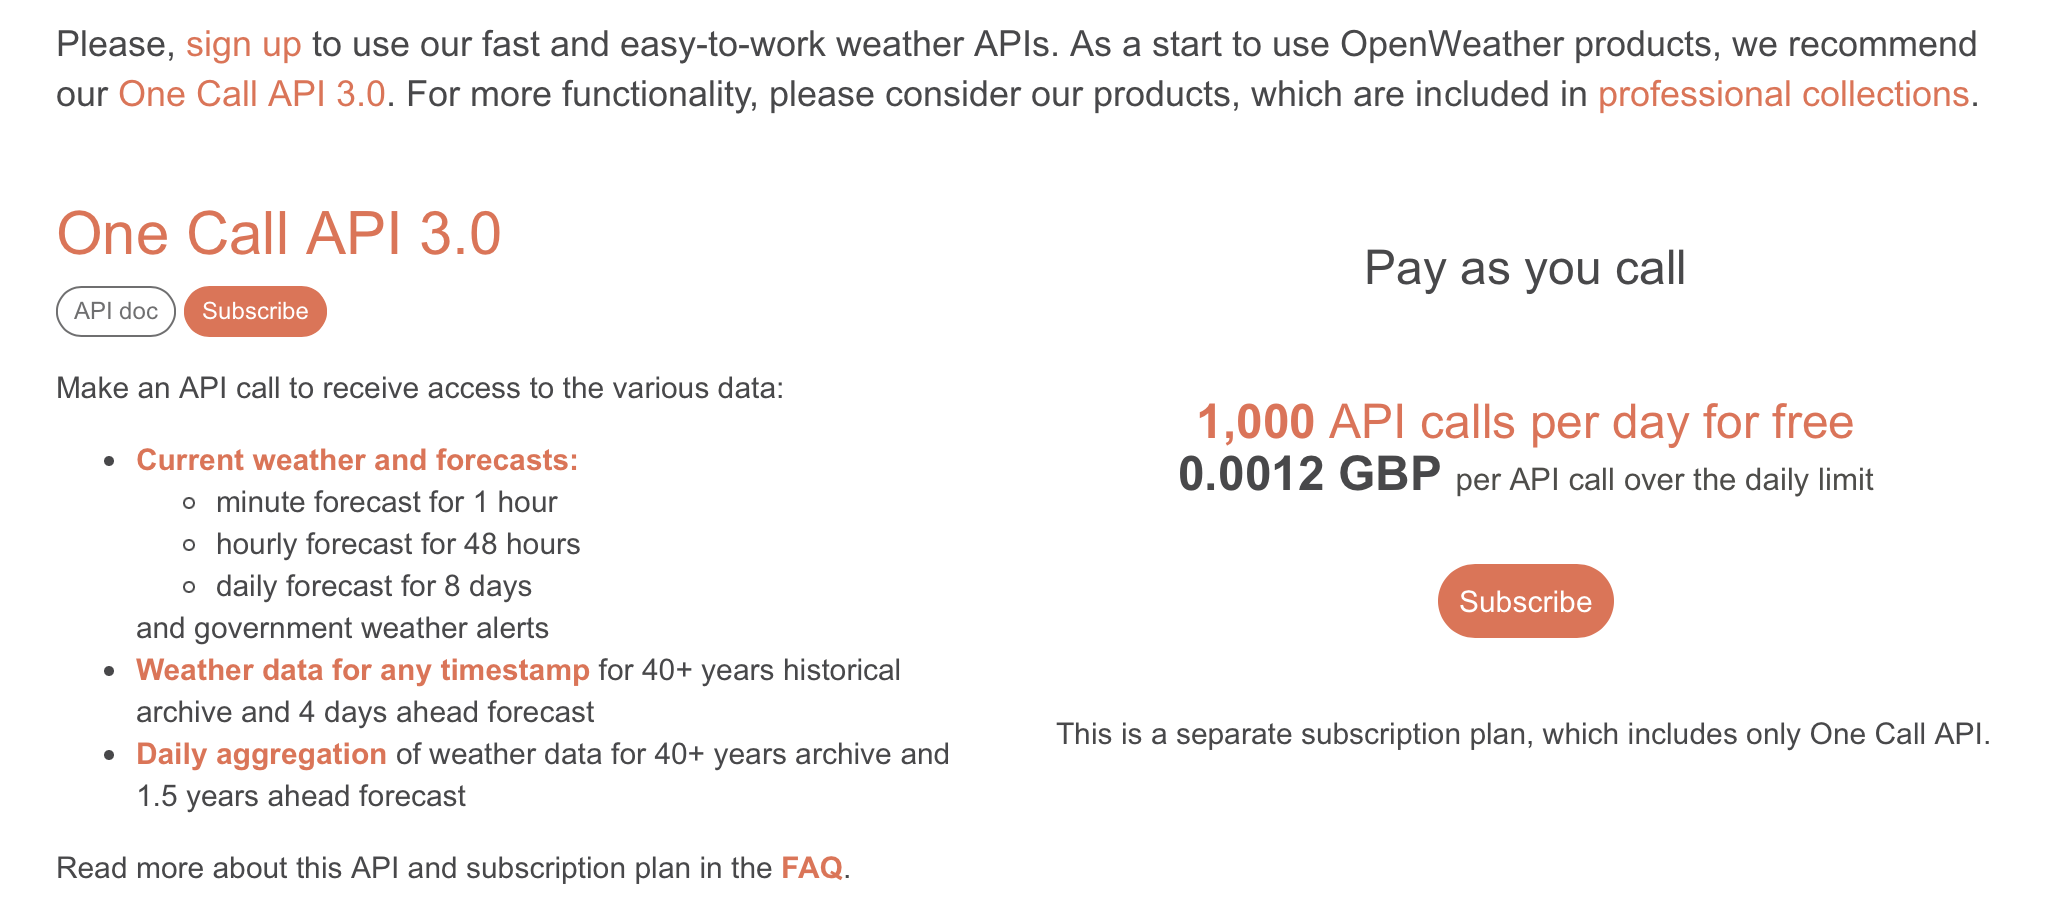 Please, sign up to use our fast and easy-to-work weather APIs. As a start to use OpenWeather products, we recommend
our One Call API 3.0. For more functionality, please consider our products, which are included in professional collections.
One Call API 3.0
API doc Subscribe
Make an API call to receive access to the various data:
• Current weather and forecasts:
◦ minute forecast for 1 hour
◦ hourly forecast for 48 hours
◦ daily forecast for 8 days
and government weather alerts
• Weather data for any timestamp for 40+ years historical
archive and 4 days ahead forecast
• Daily aggregation of weather data for 40+ years archive and
1.5 years ahead forecast
Read more about this API and subscription plan in the FAQ.
Pay as you call
1,000 API calls per day for free
0.0012 GBP per API call over the daily limit
Subscribe
This is a separate subscription plan, which includes only One Call API.